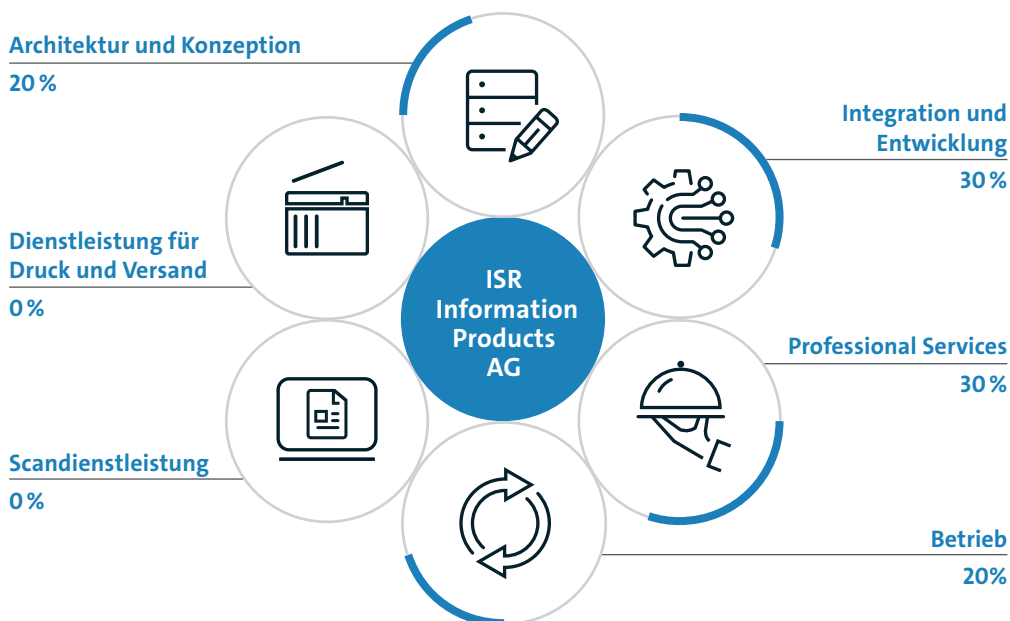 Architektur und Konzeption
20 %
Integration und
Entwicklung
30 %
Dienstleistung für
Druck und Versand
0 %
ISR
Information
Products
AG
Professional Services
30 %
Scandienstleistung
0 %
Betrieb
20%